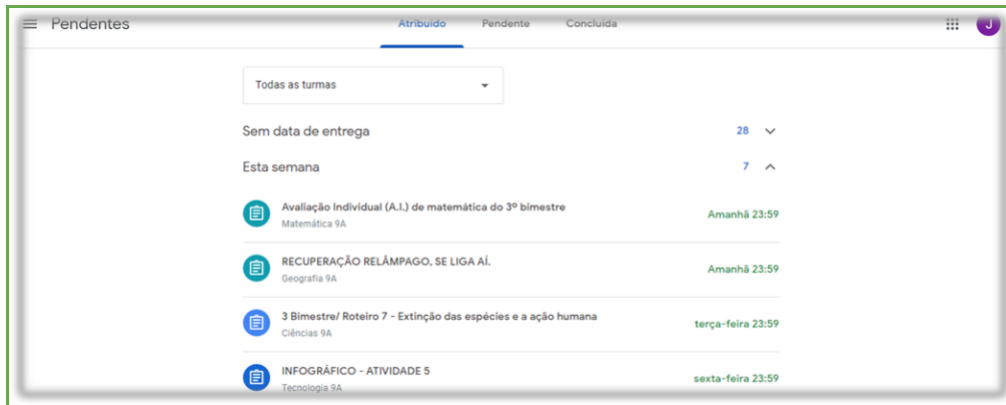 Pendentes
Atribuído Pendente Concluída
J
Todas as turmas
Sem data de entrega 28
Esta semana 7
Avaliação Individual (A.I.) de matemática do 3º bimestre
Amanhã 23:59
Matemática 9A
RECUPERAÇÃO RELÂMPAGO, SE LIGA AÍ.
Amanhã 23:59
Geografia 9A
3 Bimestre/ Roteiro 7 - Extinção das espécies e a ação humana
terça-feira 23:59
Ciências 9A
INFOGRÁFICO - ATIVIDADE 5
sexta-feira 23:59
Tecnologia 9A